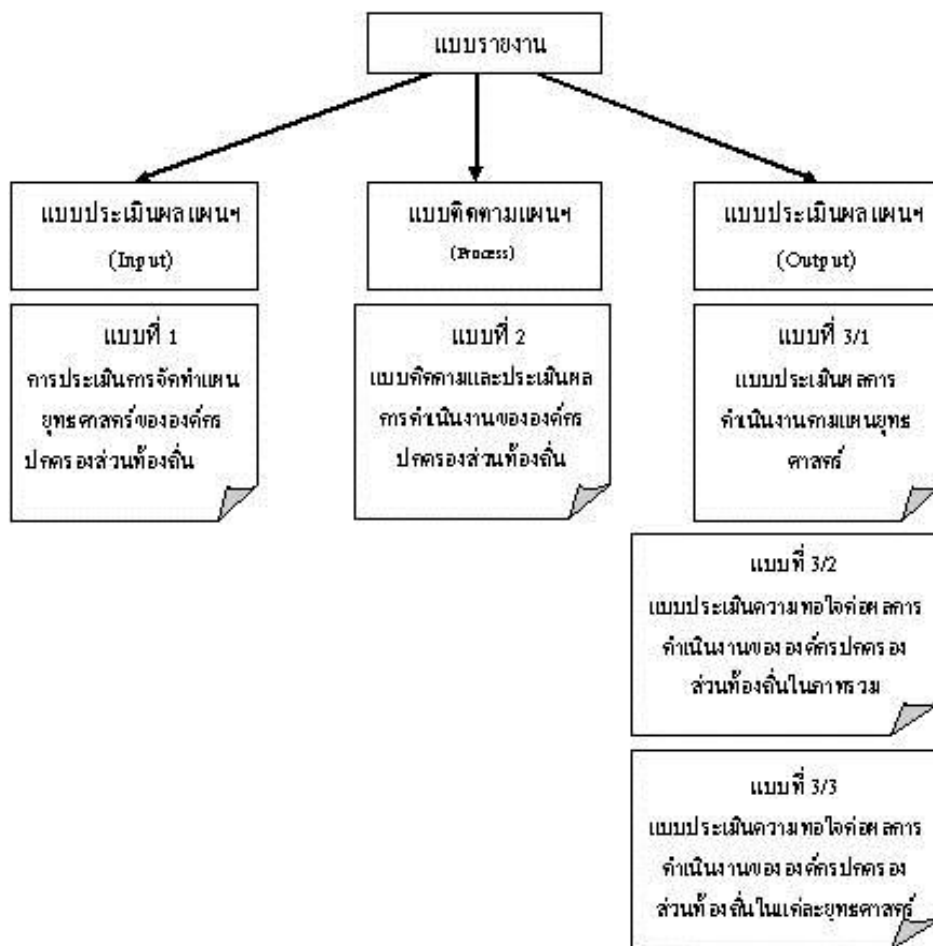 แบบรายงาน
แบบประเมินผลแผนฯ
(Input)
แบบติดตามแผนฯ
(Process)
แบบประเมินผลแผนฯ
(Output)
แบบที่ 1
การประเมินการจัดทำแผน
ยุทธศาสตร์ขององค์กร
ปกครองส่วนท้องถิ่น
แบบที่ 2
แบบติดตามและประเมินผล
การดำเนินงานขององค์กร
ปกครองส่วนท้องถิ่น
แบบที่ 3/1
แบบประเมินผลการ
ดำเนินงานตามแผนยุทธ
ศาสตร์
แบบที่ 3/2
แบบประเมินความพอใจต่อผลการ
ดำเนินงานขององค์กรปกครอง
ส่วนท้องถิ่นในภาพรวม
แบบที่ 3/3
แบบประเมินความพอใจต่อผลการ
ดำเนินงานขององค์กรปกครอง
ส่วนท้องถิ่นในแต่ละยุทธศาสตร์